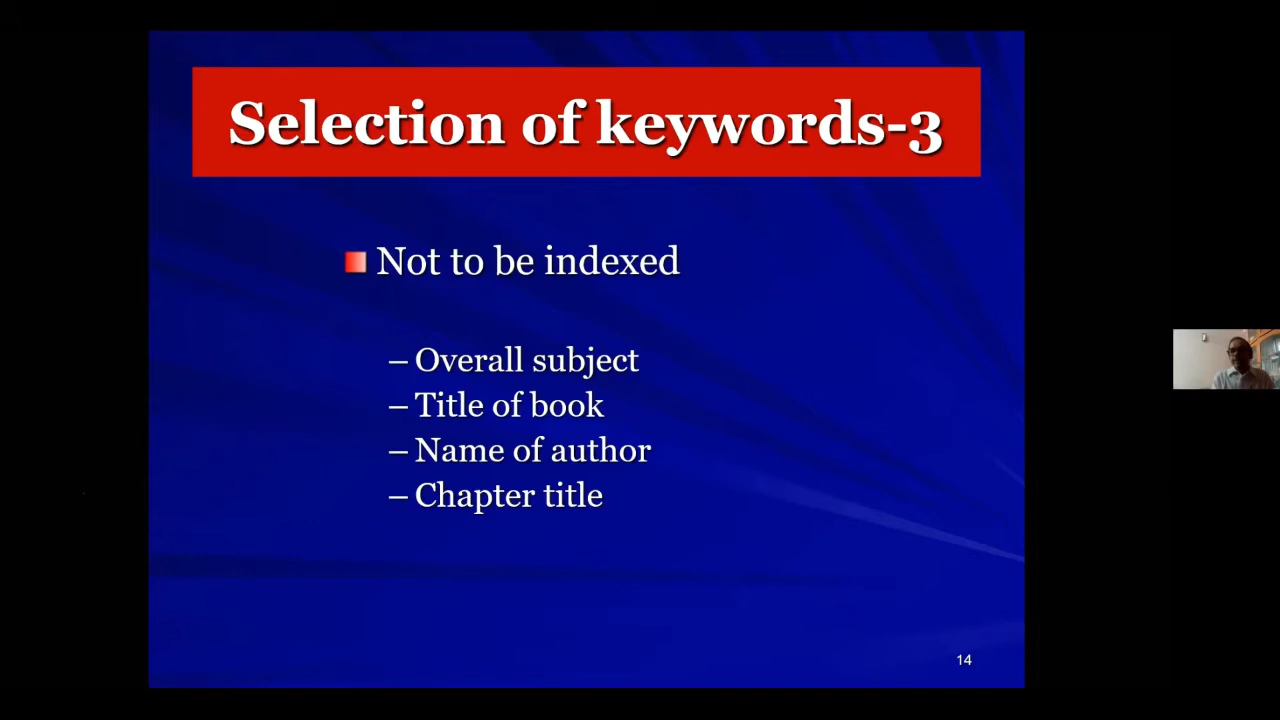 Selection of keywords-3
Not to be indexed
– Overall subject
– Title of book
– Name of author
– Chapter title
14